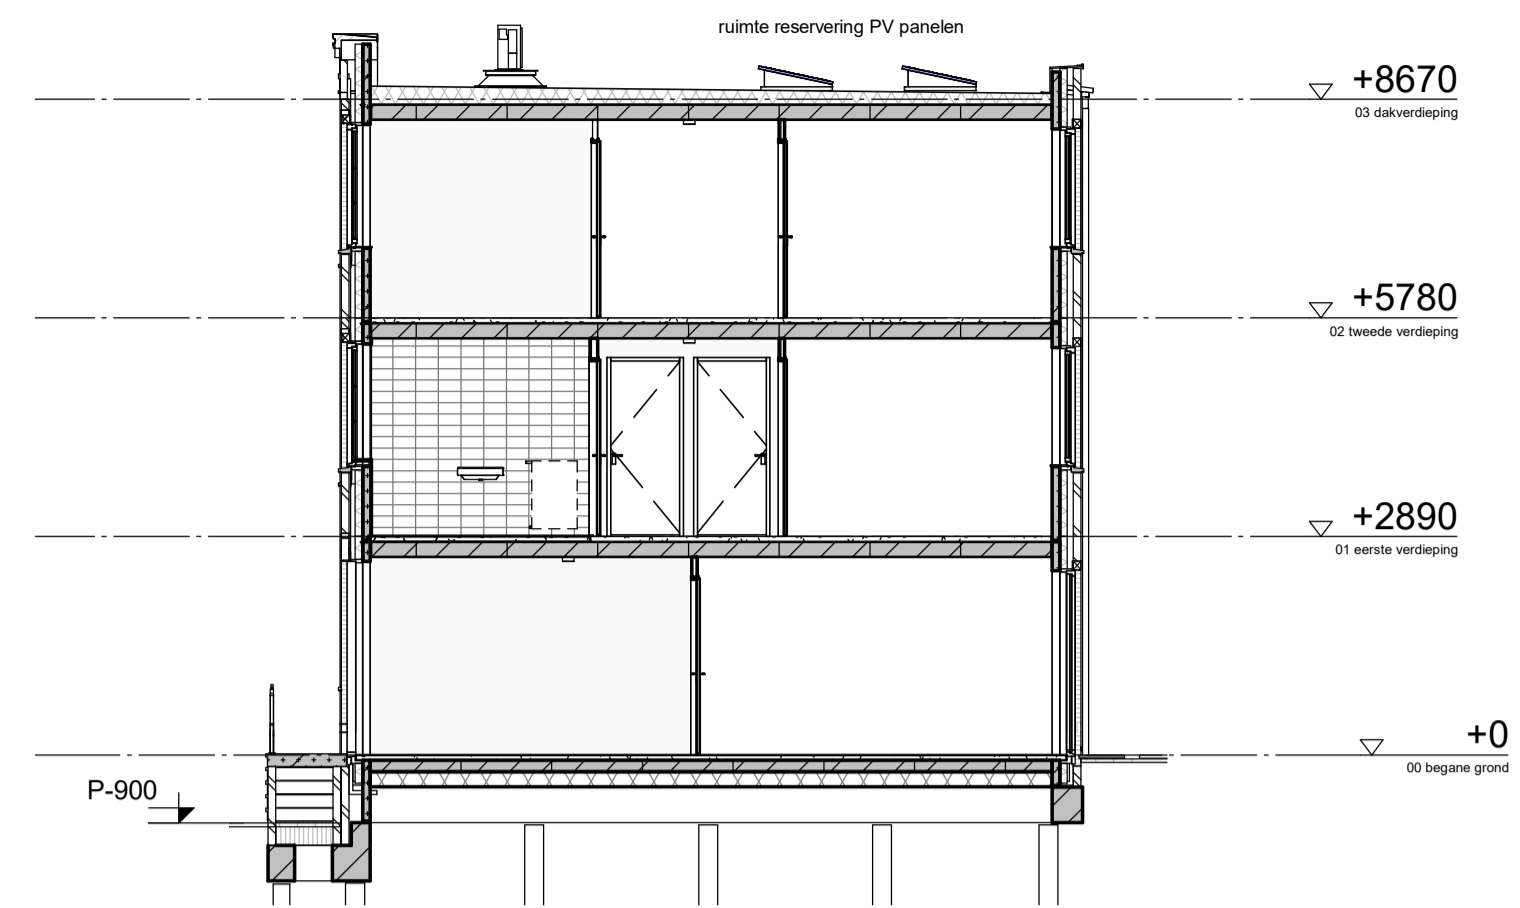 ruimte reservering PV panelen
+8670
03 dakverdieping
+5780
02 tweede verdieping
+2890
01 eerste verdieping
+0
00 begane grond
P-900